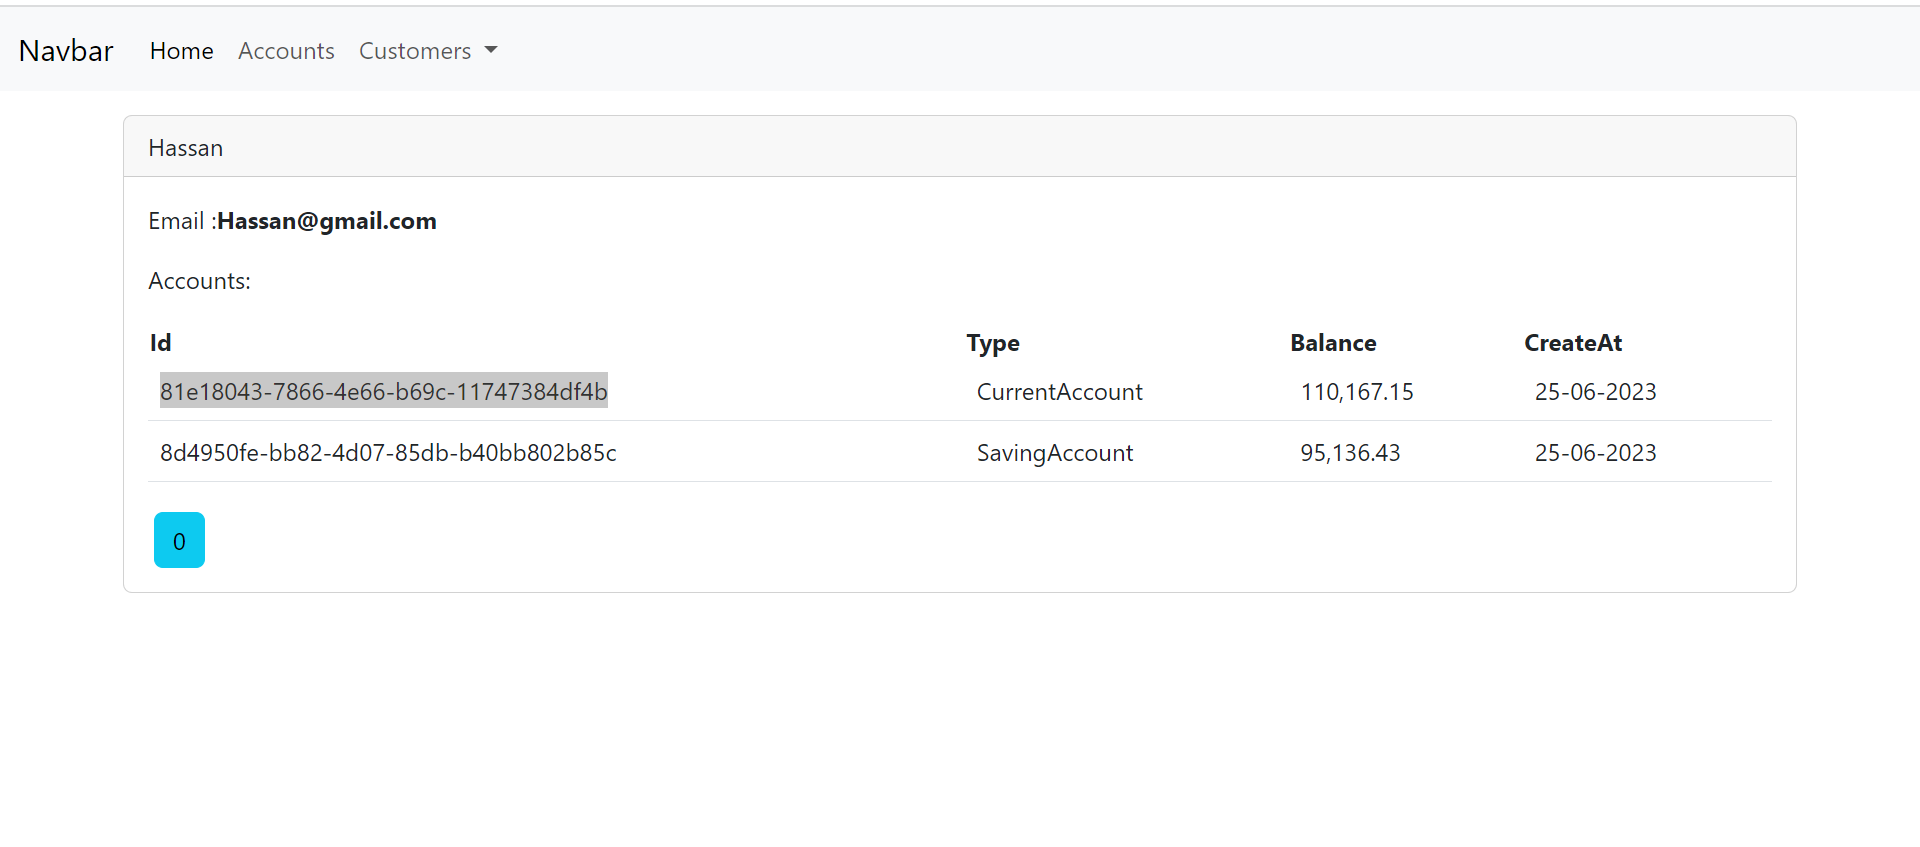 Navbar Home Accounts Customers
Hassan
Email :Hassan@gmail.com
Accounts:
Id Type Balance CreateAt
81e18043-7866-4e66-b69c-11747384df4b CurrentAccount 110,167.15 25-06-2023
8d4950fe-bb82-4d07-85db-b40bb802b85c SavingAccount 95,136.43 25-06-2023
0